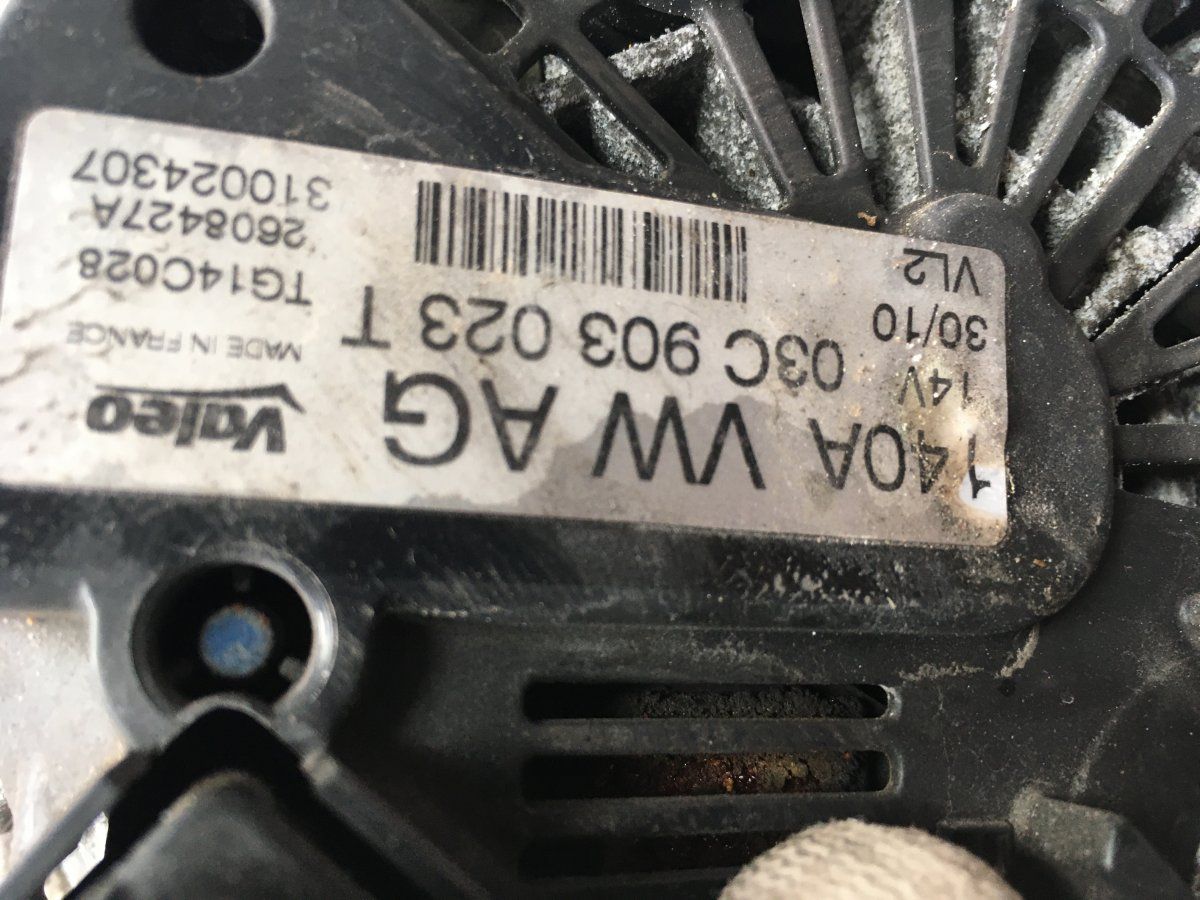 140A VW AG Valeo
14V 03C 903 023 T MADE IN FRANCE
30/10 TG14C028
VL2 2608427A
310024307